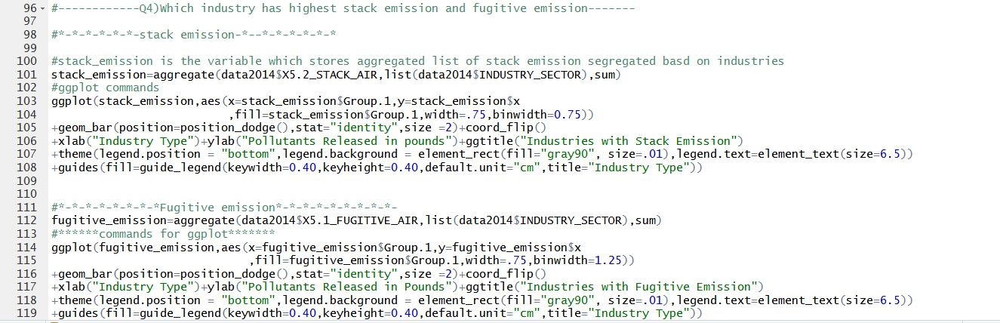 96 #------------Q4)Which industry has highest stack emission and fugitive emission-------
97
98 #*-*-*-*-*-*-stack emission-*--*-*-*-*-*-*
99
100 #stack_emission is the variable which stores aggregated list of stack emission segregated basd on industries
101 stack_emission=aggregate(data2014$X5.2_STACK_AIR,list(data2014$INDUSTRY_SECTOR),sum)
102 #ggplot commands
103 ggplot(stack_emission,aes(x=stack_emission$Group.1,y=stack_emission$x
104 ,fill=stack_emission$Group.1,width=.75,binwidth=0.75))
105 +geom_bar(position=position_dodge(),stat="identity",size =2)+coord_flip()
106 +xlab("Industry Type")+ylab("Pollutants Released in pounds")+ggtitle("Industries with Stack Emission")
107 +theme(legend.position = "bottom",legend.background = element_rect(fill="gray90", size=.01),legend.text=element_text(size=6.5))
108 +guides(fill=guide_legend(keywidth=0.40,keyheight=0.40,default.unit="cm",title="Industry Type"))
109
110
111 #*-*-*-*-*-*-*-*Fugitive emission*-*-*-*-*-*-*-*-*-
112 fugitive_emission=aggregate(data2014$X5.1_FUGITIVE_AIR,list(data2014$INDUSTRY_SECTOR),sum)
113 #******commands for ggplot*******
114 ggplot(fugitive_emission,aes(x=fugitive_emission$Group.1,y=fugitive_emission$x
115 ,fill=fugitive_emission$Group.1,width=.75,binwidth=1.25))
116 +geom_bar(position=position_dodge(),stat="identity",size =2)+coord_flip()
117 +xlab("Industry Type")+ylab("Pollutants Released in Pounds")+ggtitle("Industries with Fugitive Emission")
118 +theme(legend.position = "bottom",legend.background = element_rect(fill="gray90", size=.01),legend.text=element_text(size=6.5))
119 +guides(fill=guide_legend(keywidth=0.40,keyheight=0.40,default.unit="cm",title="Industry Type"))